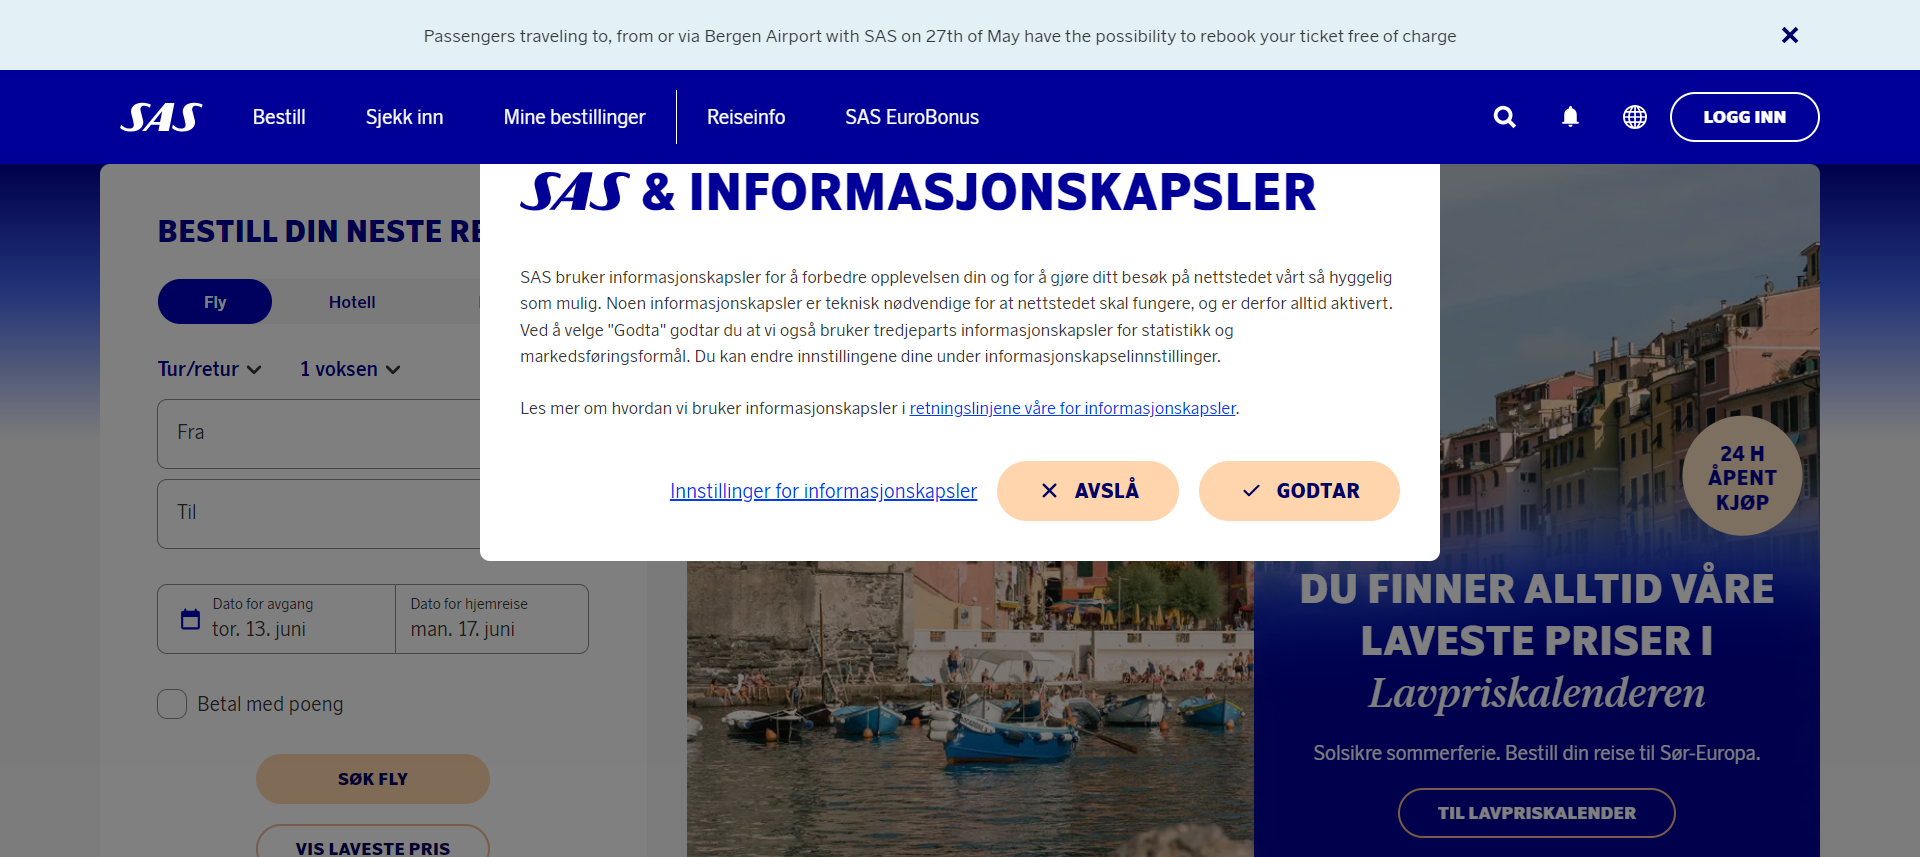 Passengers traveling to, from or via Bergen Airport with SAS on 27th of May have the possibility to rebook your ticket free of charge
SAS
Bestill
Sjekk inn
Mine bestillinger
Reiseinfo
SAS EuroBonus
LOGG INN
SAS & INFORMASJONSKAPSLER
SAS bruker informasjonskapsler for å forbedre opplevelsen din og for å gjøre ditt besøk på nettstedet vårt så hyggelig
som mulig. Noen informasjonskapsler er teknisk nødvendige for at nettstedet skal fungere, og er derfor alltid aktivert.
Ved å velge "Godta" godtar du at vi også bruker tredjeparts informasjonskapsler for statistikk og
markedsføringsformål. Du kan endre innstillingene dine under informasjonskapselinnstillinger.
Les mer om hvordan vi bruker informasjonskapsler i retningslinjene våre for informasjonskapsler.
Innstillinger for informasjonskapsler
AVSLÅ
GODTAR
BESTILL DIN NESTE RE
Fly
Hotell
Tur/retur
1 voksen
Fra
Til
Dato for avgang
tor. 13. juni
Dato for hjemreise
man. 17. juni
Betal med poeng
SØK FLY
VIS LAVESTE PRIS
24 H
ÅPENT
KJØP
DU FINNER ALLTID VÅRE
LAVESTE PRISER I
Lavpriskalenderen
Solsikre sommerferie. Bestill din reise til Sør-Europa.
TIL LAVPRISKALENDER